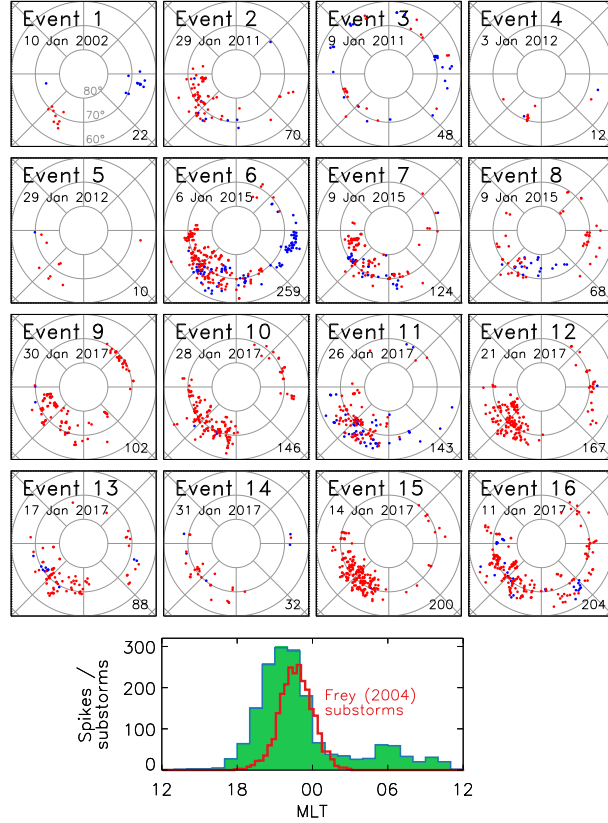 Event 1
10 Jan 2002
80°
70°
60°
22
Event 2
29 Jan 2011
70
Event 3
9 Jan 2011
48
Event 4
3 Jan 2012
12
Event 5
29 Jan 2012
10
Event 6
6 Jan 2015
259
Event 7
9 Jan 2015
124
Event 8
9 Jan 2015
68
Event 9
30 Jan 2017
102
Event 10
28 Jan 2017
146
Event 11
26 Jan 2017
143
Event 12
21 Jan 2017
167
Event 13
17 Jan 2017
88
Event 14
31 Jan 2017
32
Event 15
14 Jan 2017
200
Event 16
11 Jan 2017
204
Spikes /
substorms
300
200
100
0
Frey (2004)
substorms
12 18 00 06 12
MLT